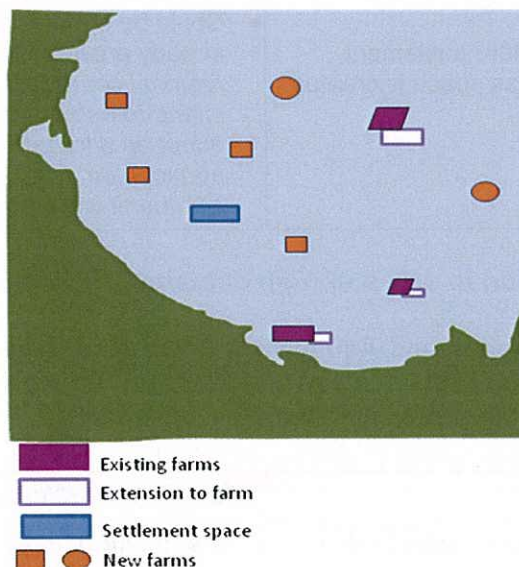 Existing farms
Extension to farm
Settlement space
New farms